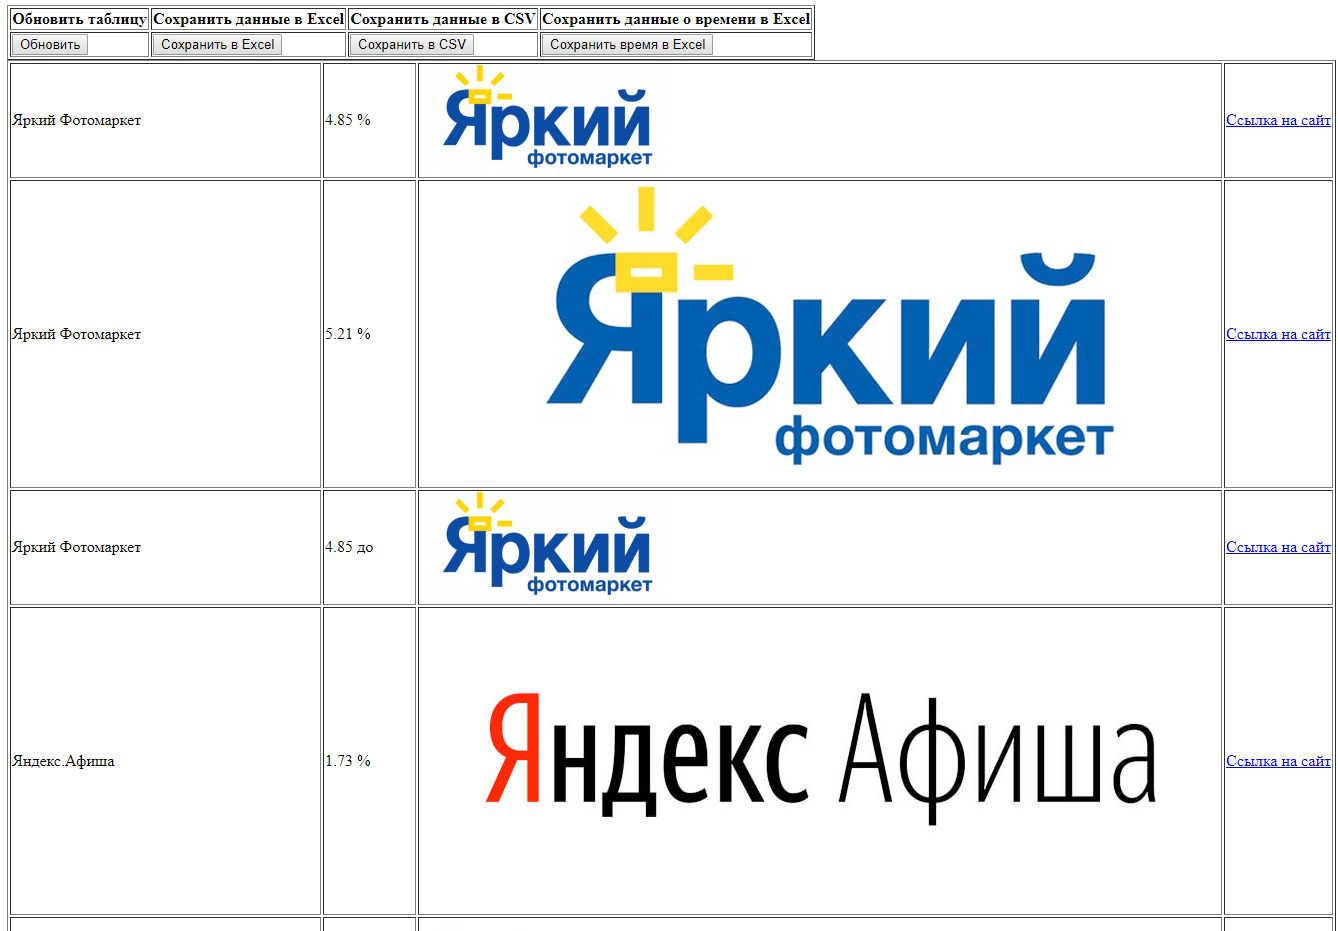 Обновить таблицу Сохранить данные в Excel Сохранить данные в CSV Сохранить данные о времени в Excel
Обновить Сохранить в Excel Сохранить в CSV Сохранить время в Excel
Яркий Фотомаркет 4.85 % Яркий Ссылка на сайт
фотомаркет
Яркий Фотомаркет 5.21 % Яркий Ссылка на сайт
фотомаркет
Яркий Фотомаркет 4.85 до Яркий Ссылка на сайт
фотомаркет
Яндекс.Афиша 1.73 % Яндекс Афиша Ссылка на сайт